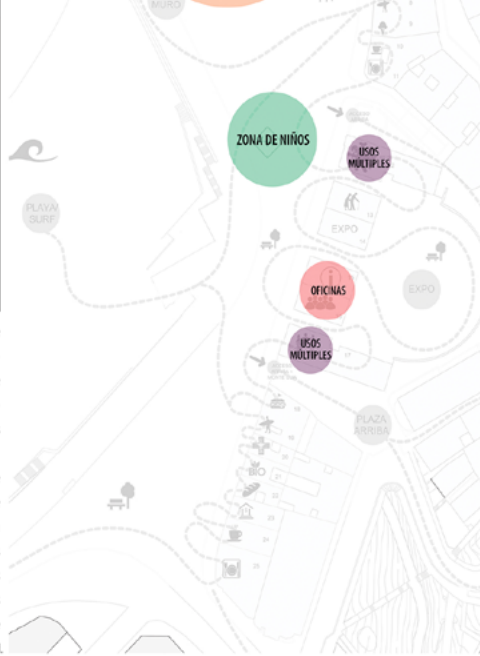 MURO
ZONA DE NIÑOS
USOS
MÚLTIPLES
PLAYA/
SURF
EXPO
OFICINAS
EXPO
USOS
MÚLTIPLES
PLAZA
ARRIBA